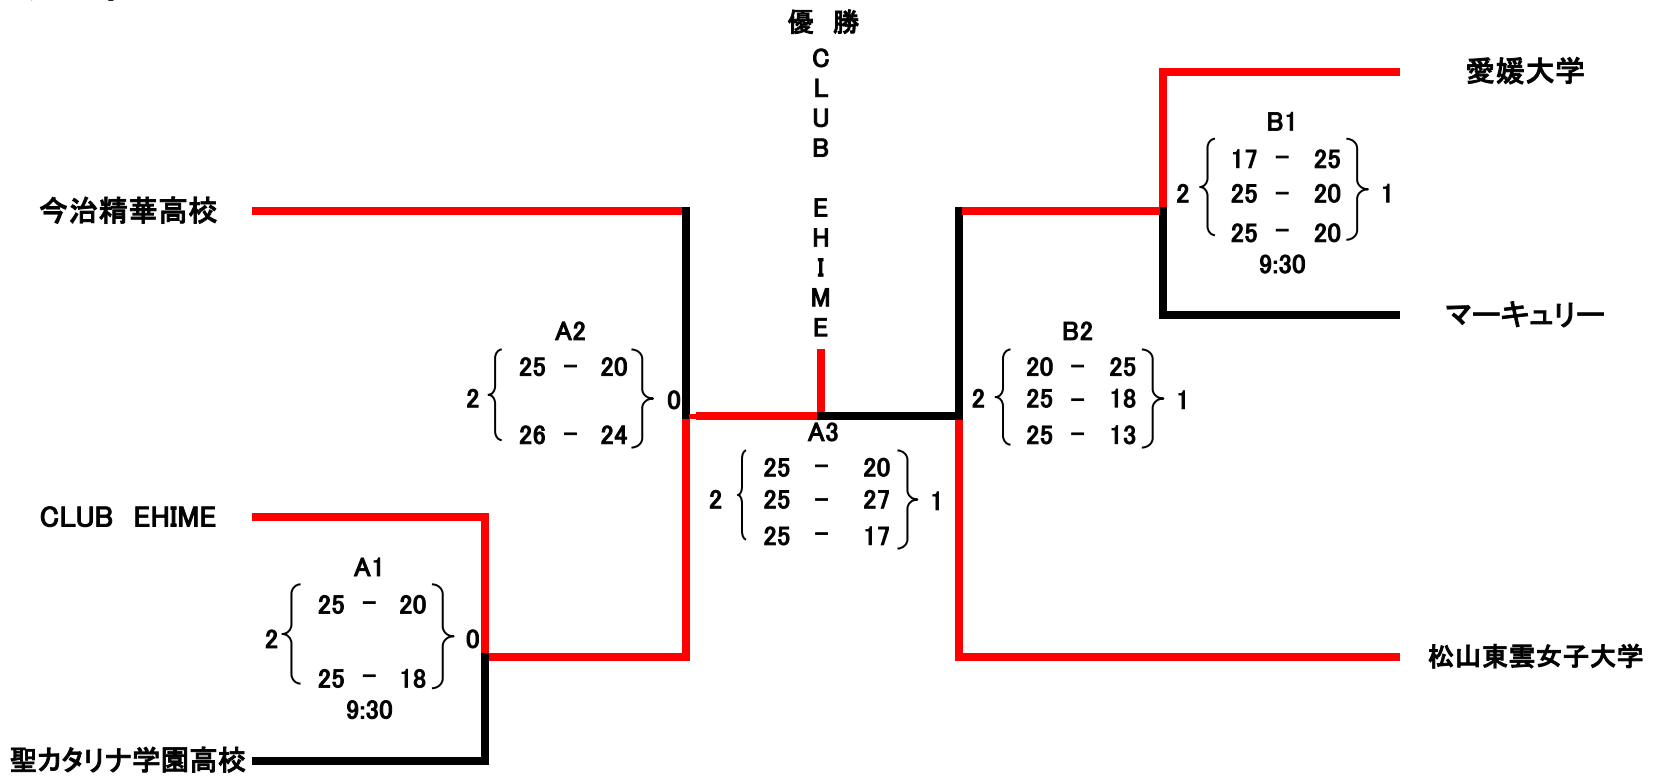 優 勝
CLUB EHIME
愛媛大学
B1
17 - 25
2 25 - 20 1
25 - 20
9:30
今治精華高校
マーキュリー
A2
25 - 20
2 0
26 - 24
B2
20 - 25
2 25 - 18 1
25 - 13
A3
25 - 20
2 25 - 27 1
25 - 17
CLUB EHIME
A1
25 - 20
2 0
25 - 18
9:30
松山東雲女子大学
聖カタリナ学園高校